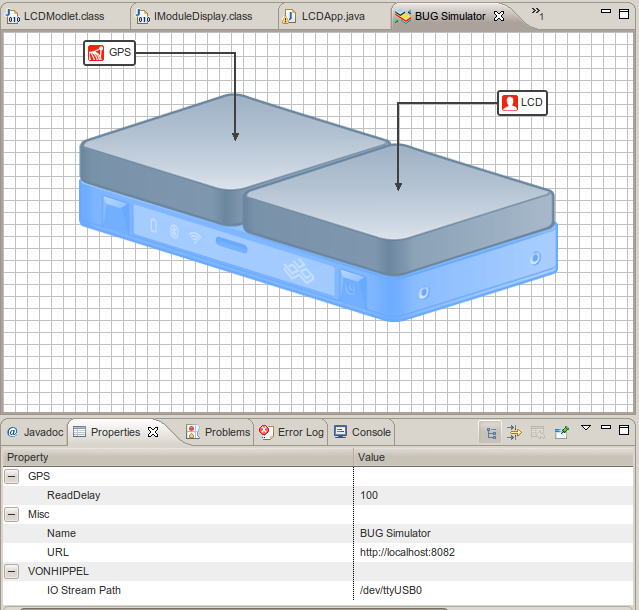 LCDModlet.class IModuleDisplay.class LCDApp.java BUG Simulator »1
GPS
LCD
Javadoc Properties Problems Error Log Console
Property Value
GPS
ReadDelay 100
Misc
Name BUG Simulator
URL http://localhost:8082
VONHIPPEL
IO Stream Path /dev/ttyUSB0